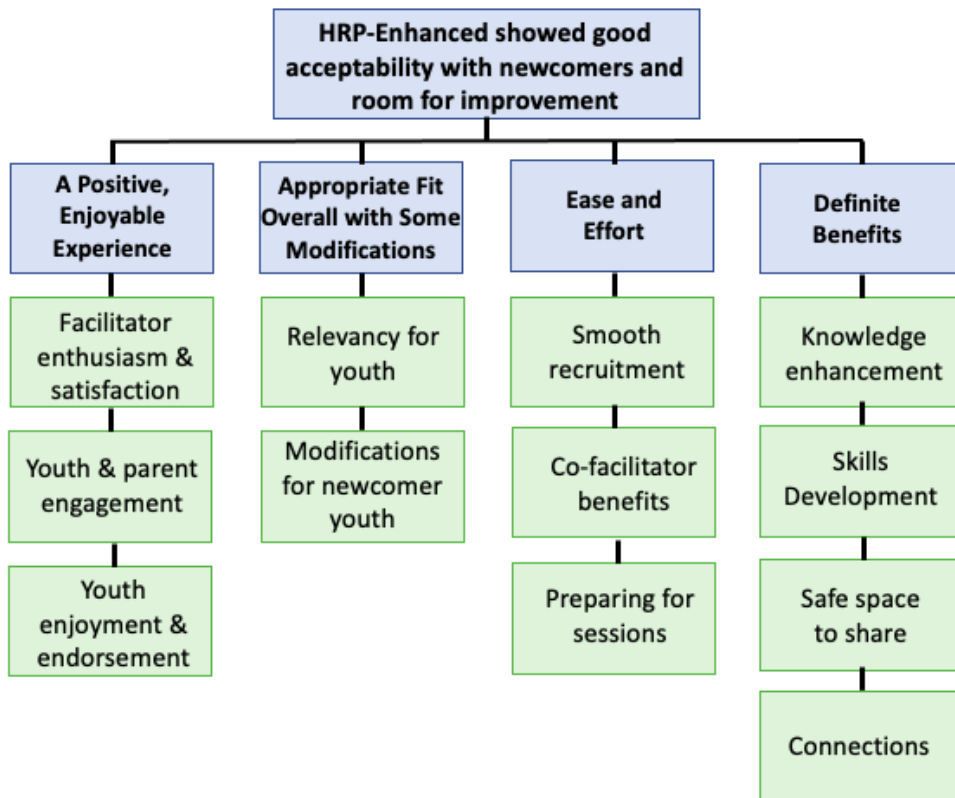 HRP-Enhanced showed good
acceptability with newcomers and
room for improvement
A Positive,
Enjoyable
Experience
Appropriate Fit
Overall with Some
Modifications
Ease and
Effort
Definite
Benefits
Facilitator
enthusiasm &
satisfaction
Relevancy for
youth
Smooth
recruitment
Knowledge
enhancement
Youth & parent
engagement
Modifications
for newcomer
youth
Co-facilitator
benefits
Skills
Development
Youth
enjoyment &
endorsement
Preparing for
sessions
Safe space
to share
Connections